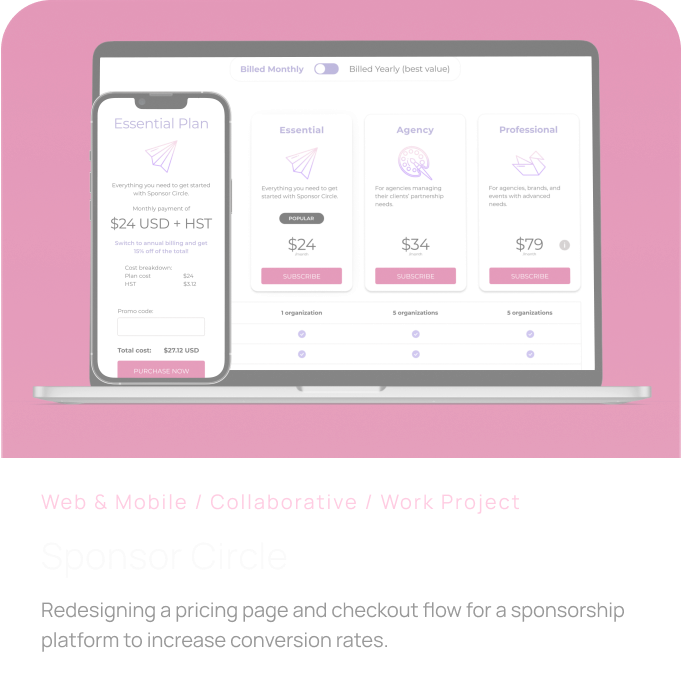 Billed Monthly Billed Yearly (best value)
Essential Plan
Everything you need to get started
with Sponsor Circle.
Monthly payment of
$24 USD + HST
Switch to annual billing and get
15% off of the total!
Cost breakdown:
Plan cost $24
HST $3.12
Promo code:
Total cost: $27.12 USD
PURCHASE NOW
Essential
Everything you need to get
started with Sponsor Circle.
POPULAR
$24
/month
SUBSCRIBE
Agency
For agencies managing
their clients' partnership
needs.
$34
/month
SUBSCRIBE
Professional
For agencies, brands, and
events with advanced
needs.
$79
/month
i
SUBSCRIBE
1 organization 5 organizations 5 organizations
Web & Mobile / Collaborative / Work Project
Sponsor Circle
Redesigning a pricing page and checkout flow for a sponsorship
platform to increase conversion rates.